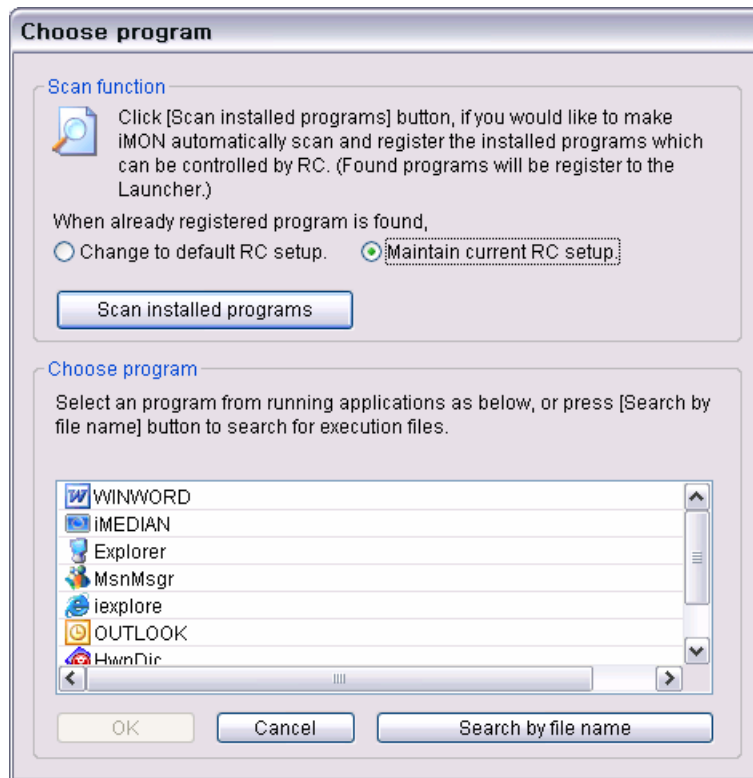 Choose program
Scan function
Click [Scan installed programs] button, if you would like to make
iMON automatically scan and register the installed programs which
can be controlled by RC. (Found programs will be register to the
Launcher.)
When already registered program is found,
Change to default RC setup. Maintain current RC setup.
Scan installed programs
Choose program
Select an program from running applications as below, or press [Search by
file name] button to search for execution files.
WINWORD
iMEDIAN
Explorer
MsnMsgr
iexplore
OUTLOOK
HwnDic
OK Cancel Search by file name